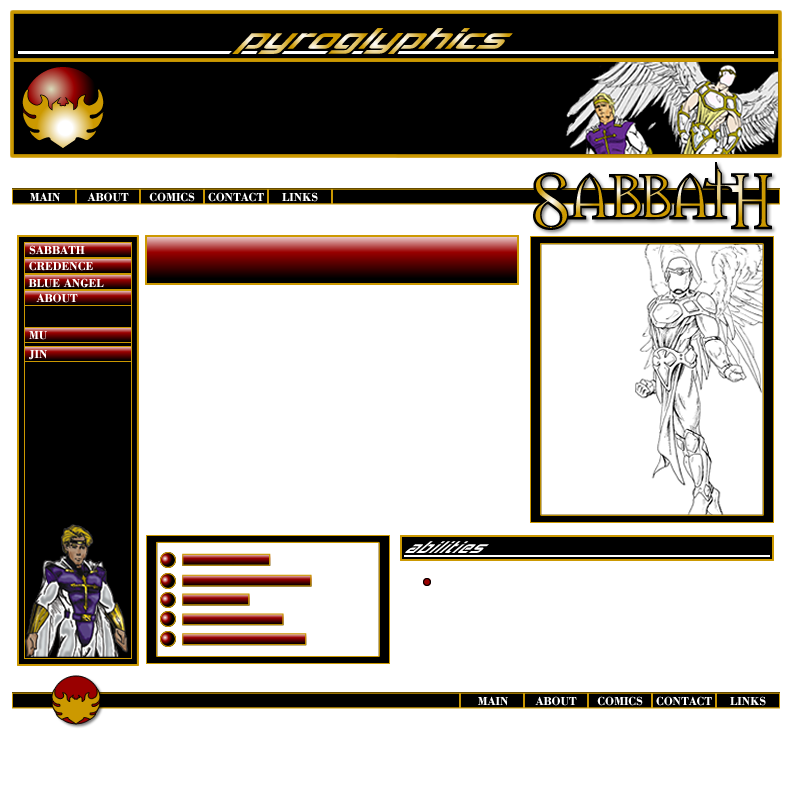 pyroglyphics
MAIN ABOUT COMICS CONTACT LINKS
SABBATH
SABBATH
CREDENCE
BLUE ANGEL
ABOUT
MU
JIN
abilities
MAIN ABOUT COMICS CONTACT LINKS